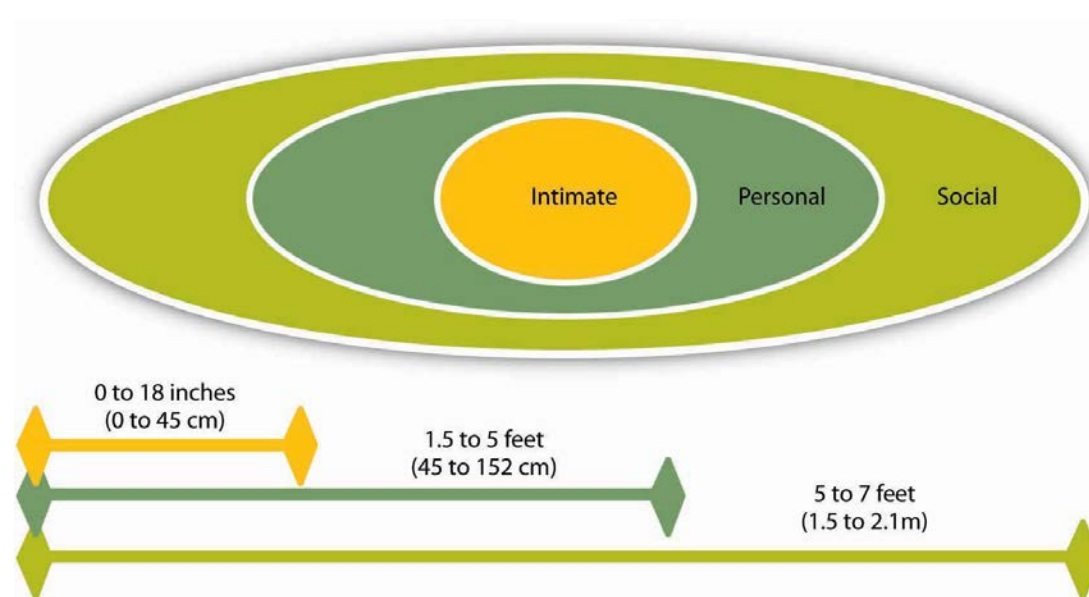 Intimate
Personal
Social
0 to 18 inches
(0 to 45 cm)
1.5 to 5 feet
(45 to 152 cm)
5 to 7 feet
(1.5 to 2.1m)